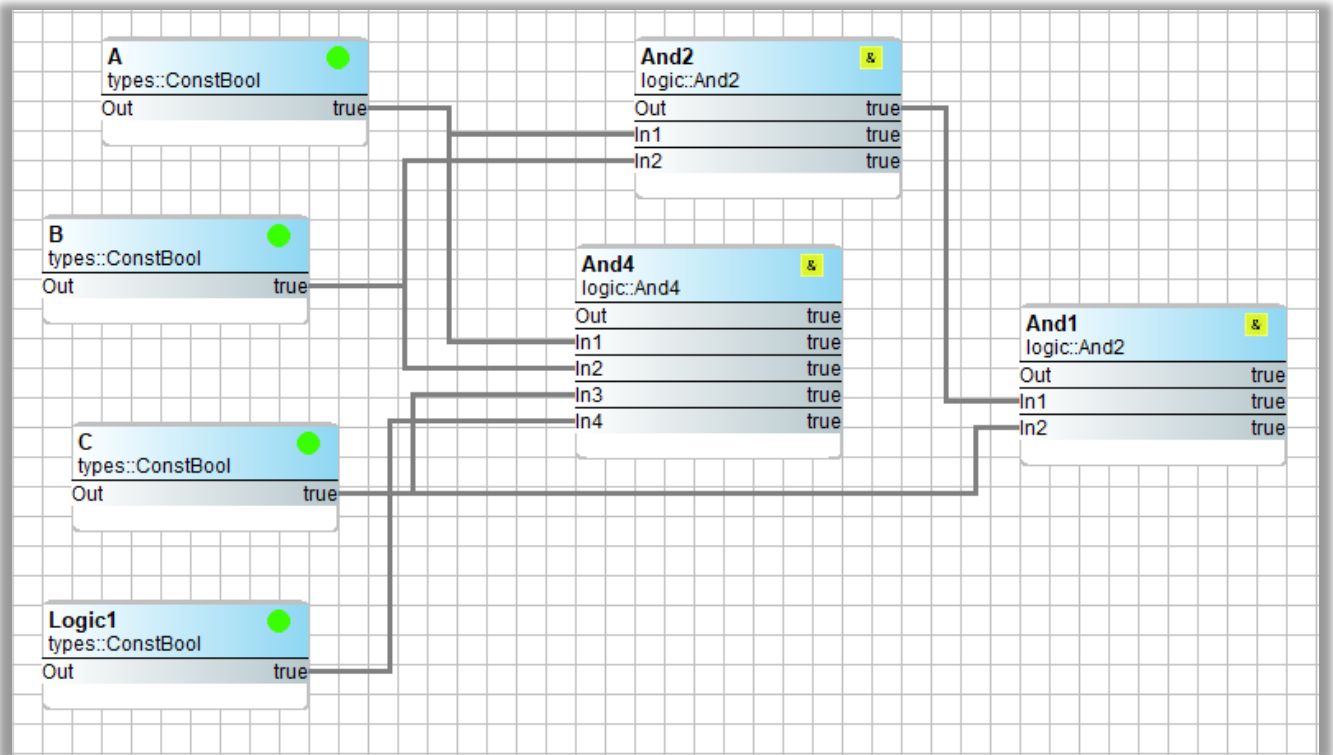 A
types::ConstBool
Out true
And2
&
logic::And2
Out true
In1 true
In2 true
B
types::ConstBool
Out true
And4
&
logic::And4
Out true
In1 true
In2 true
In3 true
In4 true
And1
&
logic::And2
Out true
In1 true
In2 true
C
types::ConstBool
Out true
Logic1
types::ConstBool
Out true